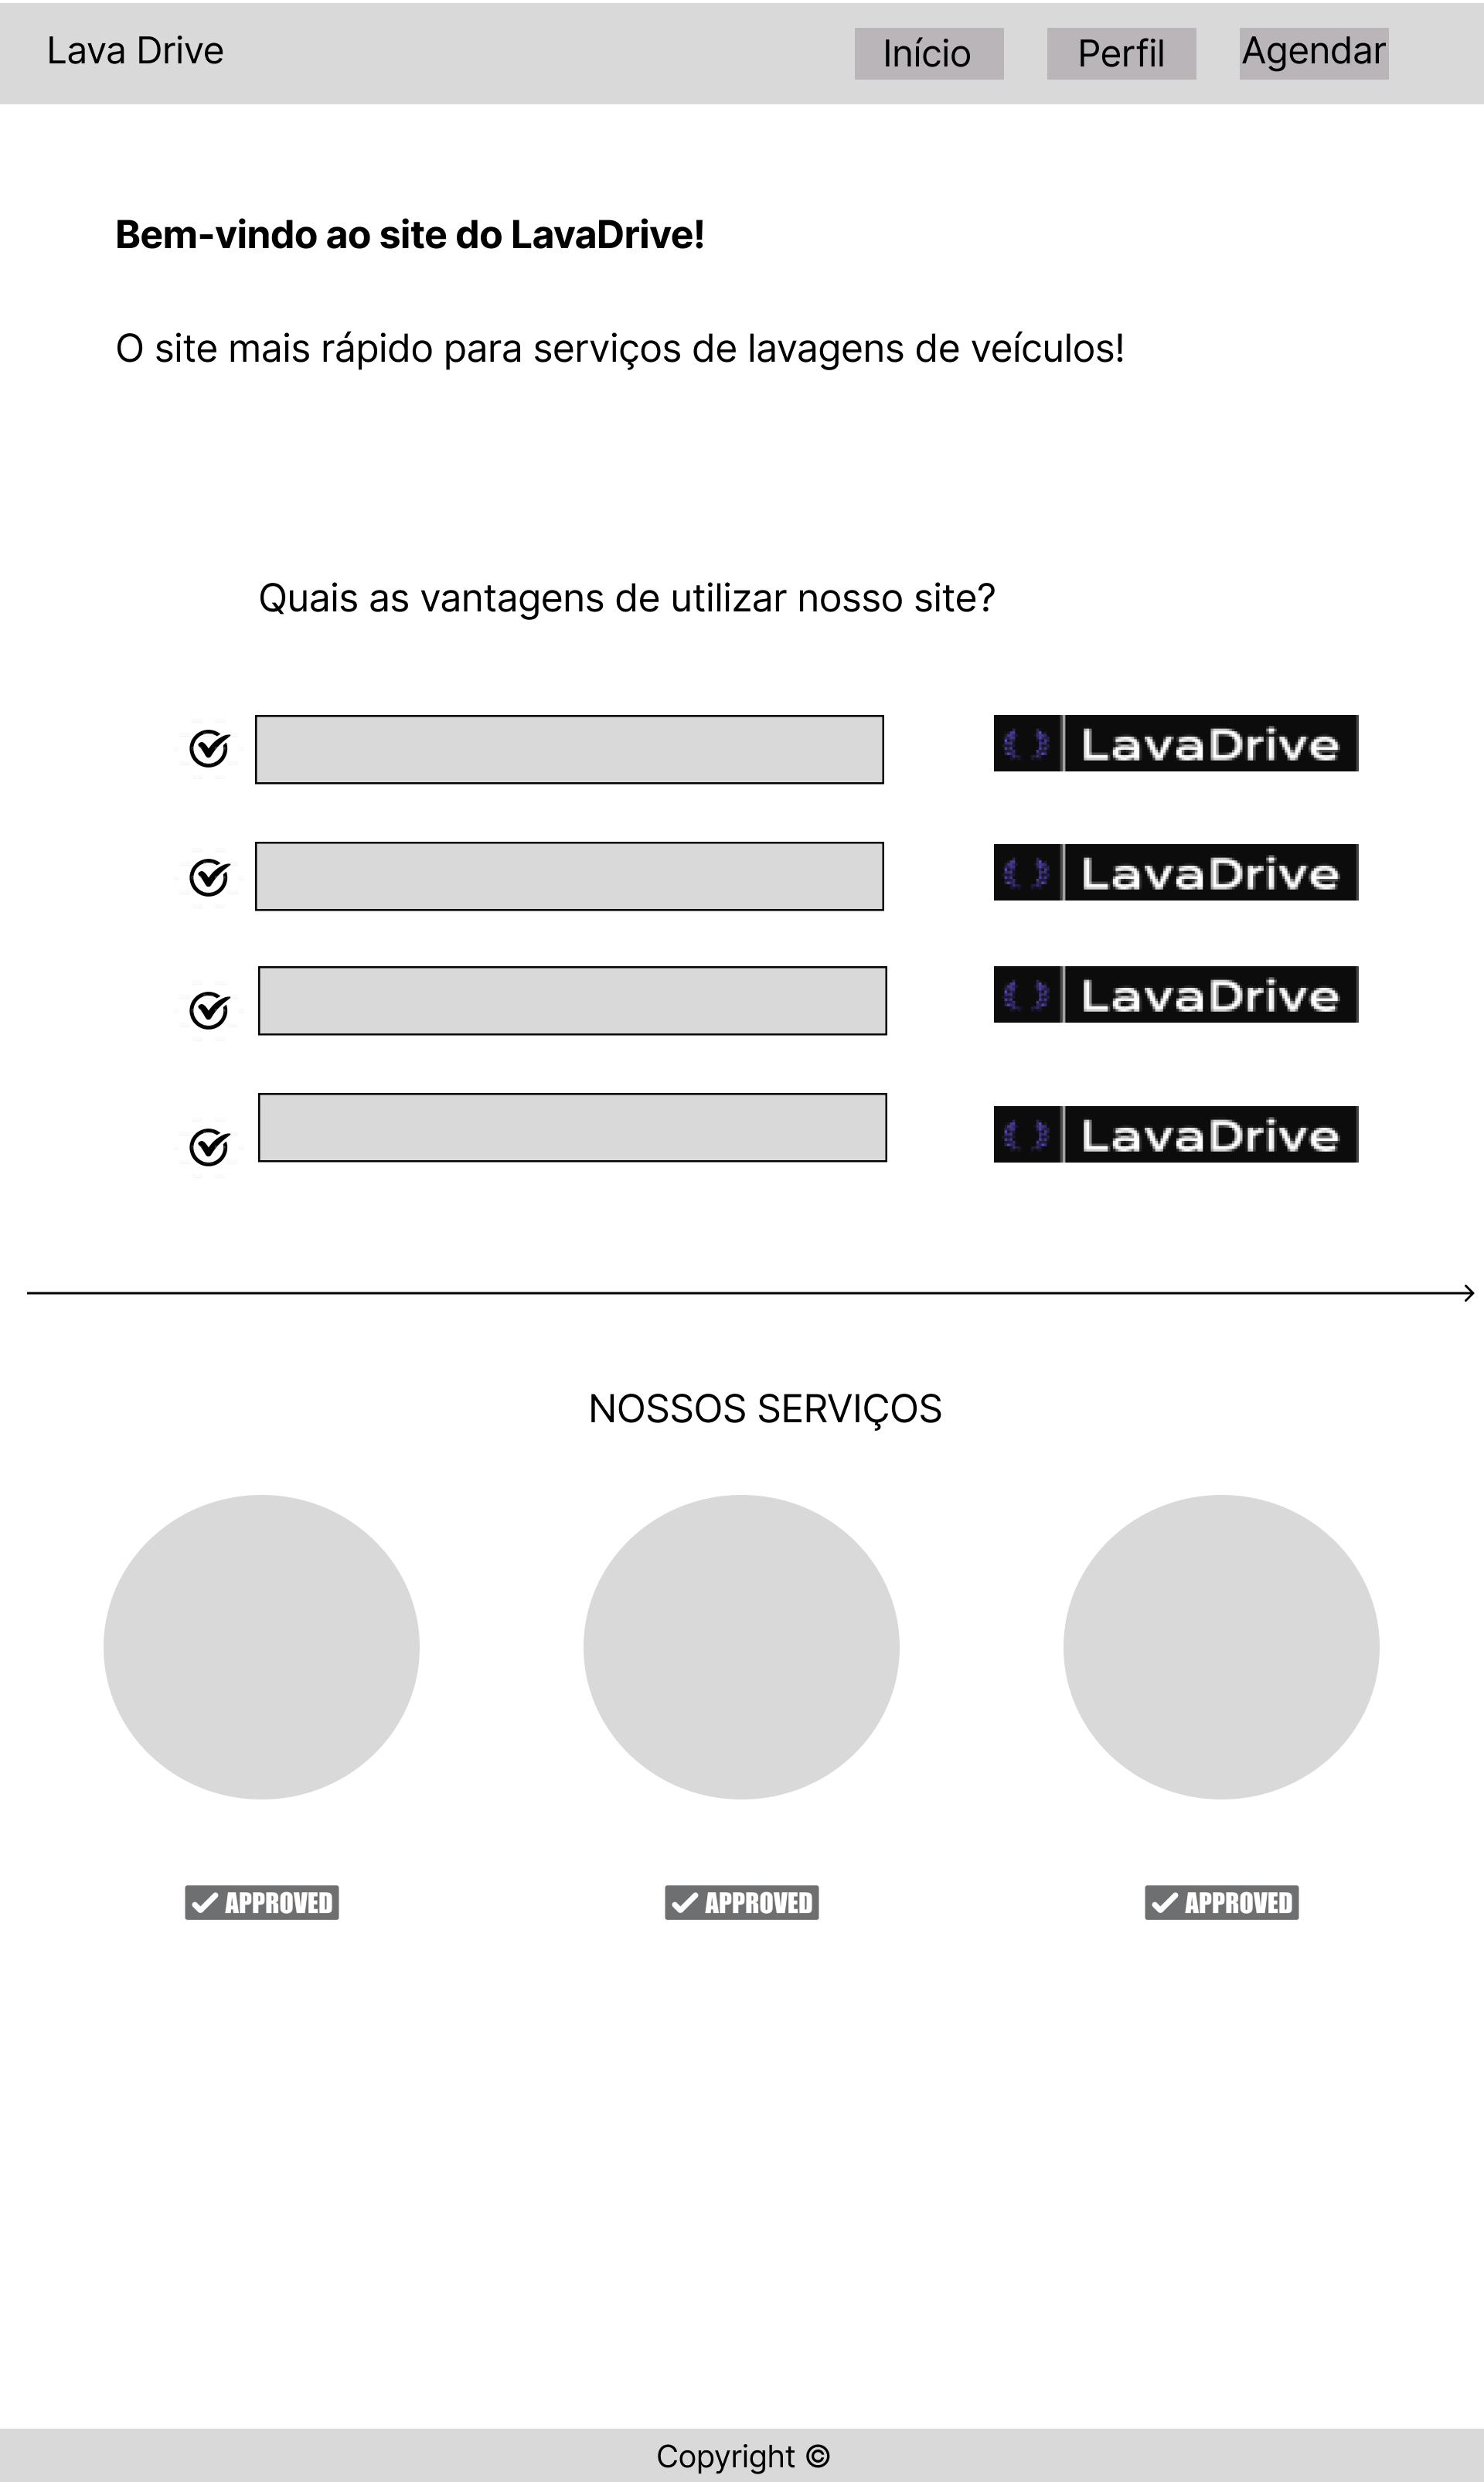 Lava Drive
Início
Perfil
Agendar
Bem-vindo ao site do LavaDrive!
O site mais rápido para serviços de lavagens de veículos!
Quais as vantagens de utilizar nosso site?
LavaDrive
LavaDrive
LavaDrive
LavaDrive
NOSSOS SERVIÇOS
APPROVED
APPROVED
APPROVED
Copyright ©